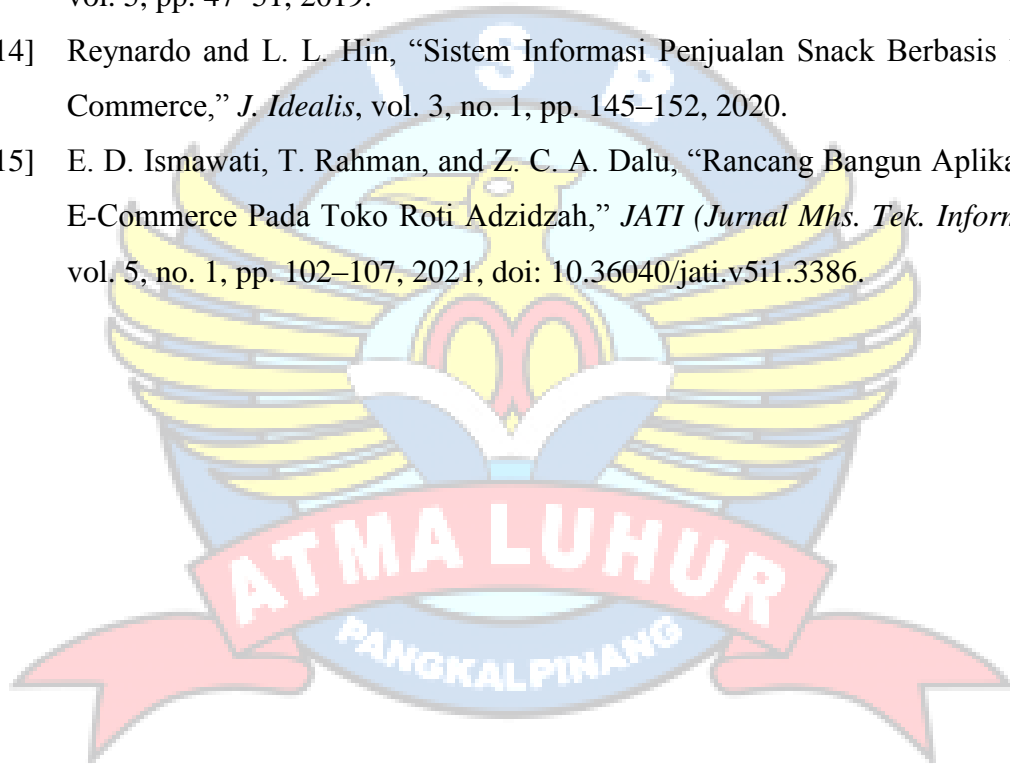 vol. 5, pp. 47–51, 2019.
14] Reynardo and L. L. Hin, “Sistem Informasi Penjualan Snack Berbasis
Commerce,” J. Idealis, vol. 3, no. 1, pp. 145–152, 2020.
15] E. D. Ismawati, T. Rahman, and Z. C. A. Dalu, “Rancang Bangun Aplika
E-Commerce Pada Toko Roti Adzidzah,” JATI (Jurnal Mhs. Tek. Inform
vol. 5, no. 1, pp. 102–107, 2021, doi: 10.36040/jati.v5i1.3386.
I S B
ATMA LUHUR
PANGKALPINANG